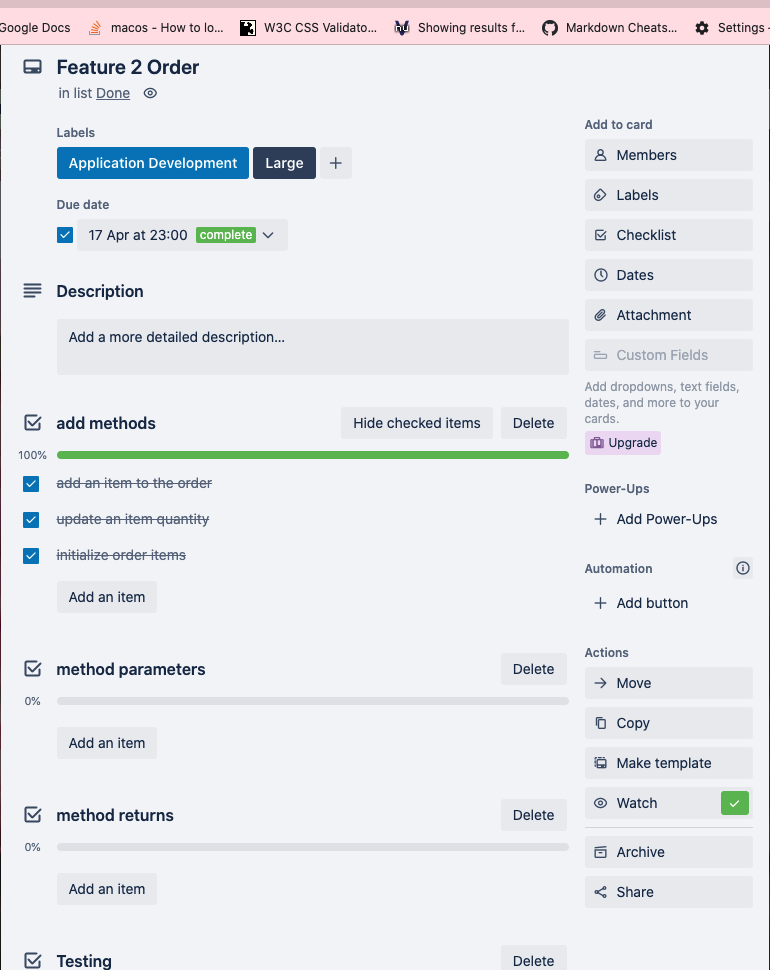 Google Docs
macos - How to lo...
W3C CSS Validato...
Showing results f...
Markdown Cheats...
Settings -
Feature 2 Order
in list Done
Labels
Application Development
Large
Due date
17 Apr at 23:00 complete
Description
Add a more detailed description...
add methods
Hide checked items
Delete
100%
add an item to the order
update an item quantity
initialize order items
Add an item
method parameters
Delete
0%
Add an item
method returns
Delete
0%
Add an item
Testing
Delete
Add to card
Members
Labels
Checklist
Dates
Attachment
Custom Fields
Add dropdowns, text fields,
dates, and more to your
cards.
Upgrade
Power-Ups
Add Power-Ups
Automation
Add button
Actions
Move
Copy
Make template
Watch
Archive
Share